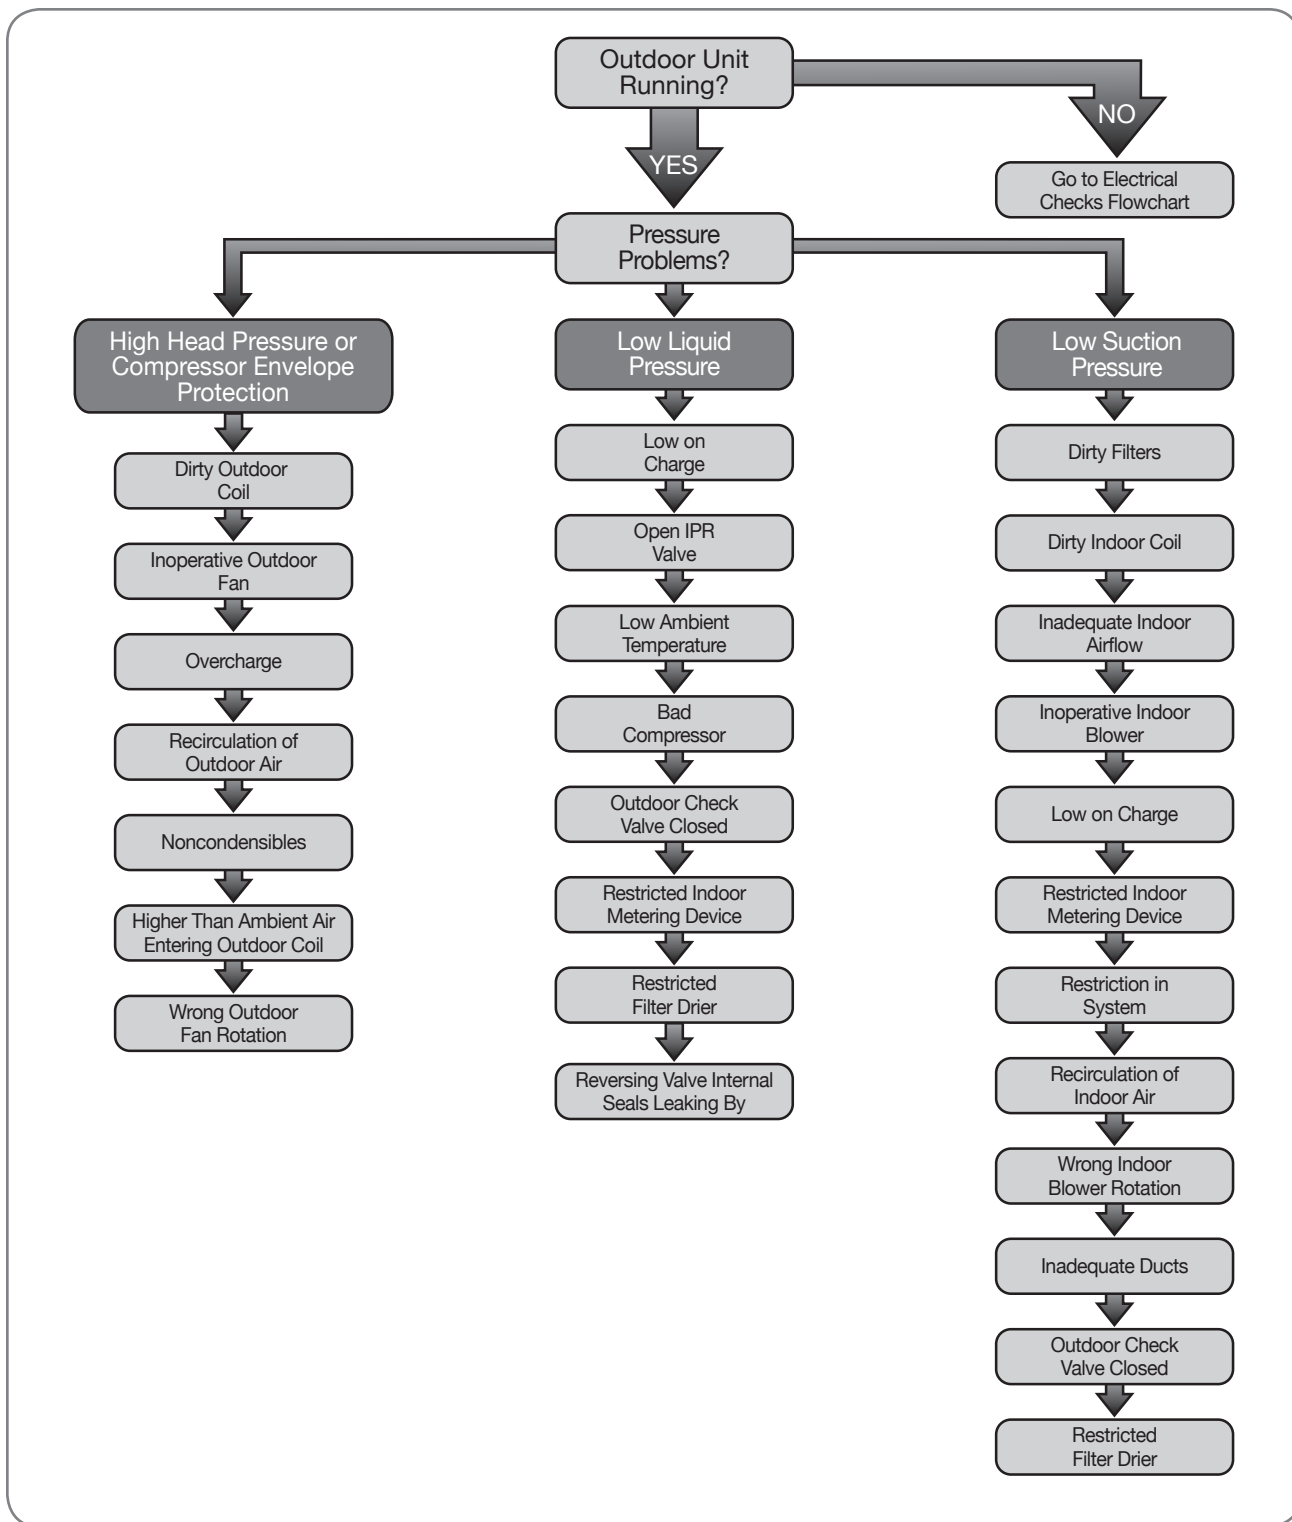 Outdoor Unit
Running?
NO
YES
Go to Electrical
Checks Flowchart
Pressure
Problems?
High Head Pressure or
Compressor Envelope
Protection
Dirty Outdoor
Coil
Inoperative Outdoor
Fan
Overcharge
Recirculation of
Outdoor Air
Noncondensibles
Higher Than Ambient Air
Entering Outdoor Coil
Wrong Outdoor
Fan Rotation
Low Liquid
Pressure
Low on
Charge
Open IPR
Valve
Low Ambient
Temperature
Bad
Compressor
Outdoor Check
Valve Closed
Restricted Indoor
Metering Device
Restricted
Filter Drier
Reversing Valve Internal
Seals Leaking By
Low Suction
Pressure
Dirty Filters
Dirty Indoor Coil
Inadequate Indoor
Airflow
Inoperative Indoor
Blower
Low on Charge
Restricted Indoor
Metering Device
Restriction in
System
Recirculation of
Indoor Air
Wrong Indoor
Blower Rotation
Inadequate Ducts
Outdoor Check
Valve Closed
Restricted
Filter Drier